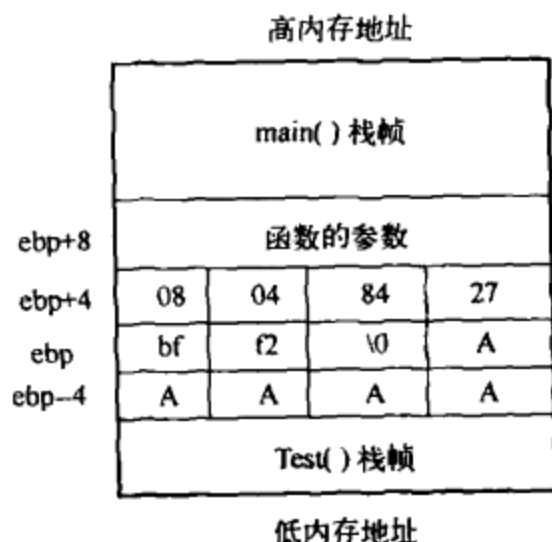 高内存地址
main( ) 栈帧
ebp+8 函数的参数
ebp+4 08 04 84 27
ebp bf f2 \0 A
ebp--4 A A A A
Test( ) 栈帧
低内存地址